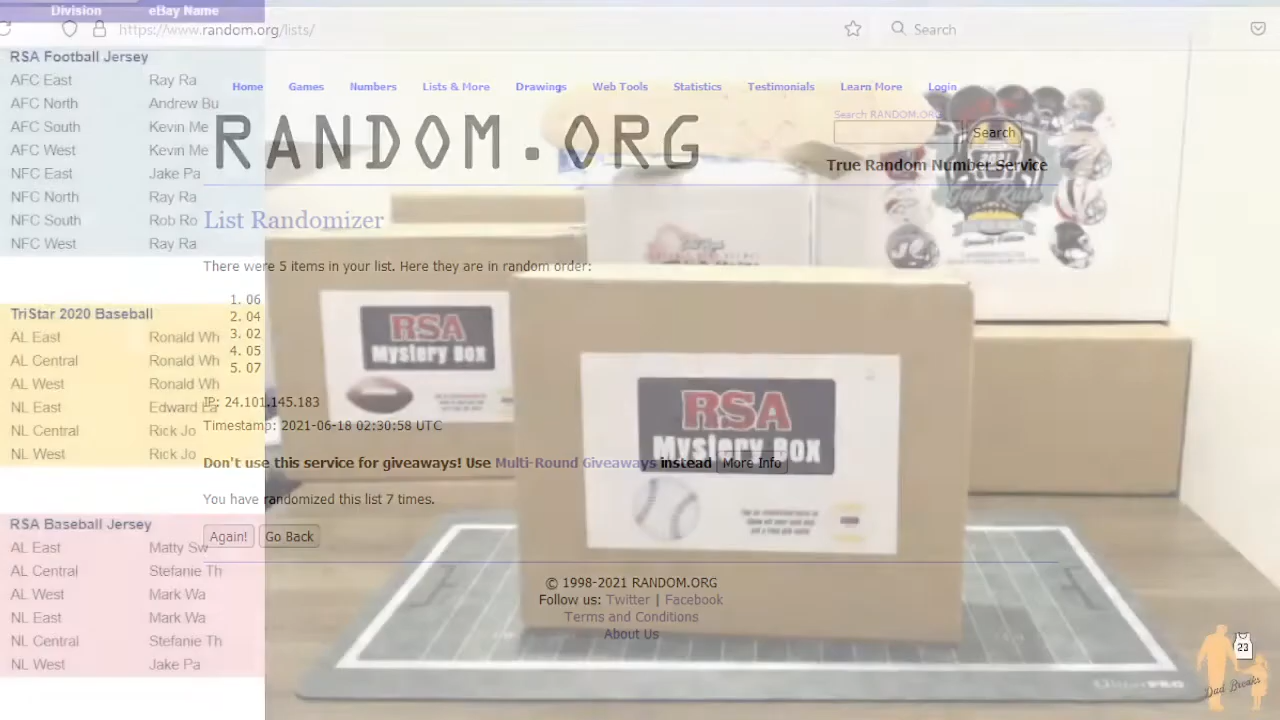 Division eBay Name
RSA Football Jersey
AFC East Ray Ra
AFC North Andrew Bu
AFC South Kevin Me
AFC West Kevin Me
NFC East Jake Pa
NFC North Ray Ra
NFC South Rob Ro
NFC West Ray Ra
TriStar 2020 Baseball
AL East Ronald Wh
AL Central Ronald Wh
AL West Ronald Wh
NL East Edward Ea
NL Central Rick Jo
NL West Rick Jo
RSA Baseball Jersey
AL East Matty Sw
AL Central Stefanie Th
AL West Mark Wa
NL East Mark Wa
NL Central Stefanie Th
NL West Jake Pa
https://www.random.org/lists/
Search
Home Games Numbers Lists & More Drawings Web Tools Statistics Testimonials Learn More Login
RANDOM.ORG
Search RANDOM.ORG
Search
True Random Number Service
List Randomizer
There were 5 items in your list. Here they are in random order:
1. 06
2. 04
3. 02
4. 05
5. 07
IP: 24.101.145.183
Timestamp: 2021-06-18 02:30:58 UTC
Don't use this service for giveaways! Use Multi-Round Giveaways instead More Info
You have randomized this list 7 times.
Again! Go Back
© 1998-2021 RANDOM.ORG
Follow us: Twitter | Facebook
Terms and Conditions
About Us
RSA
Mystery Box
RSA
Mystery Box
Gold Rush
23
Dad Breaks